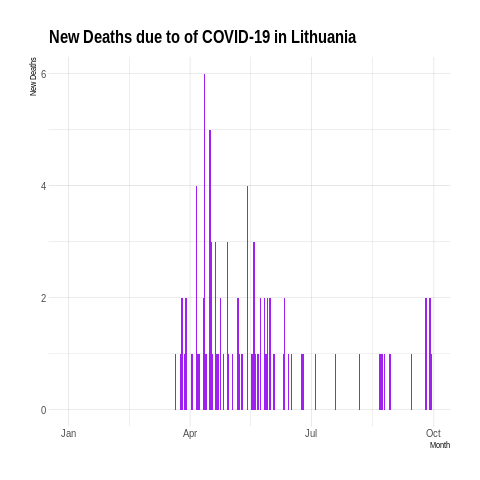 New Deaths due to of COVID-19 in Lithuania
New Deaths
6
4
2
0
Jan Apr Jul Oct
Month